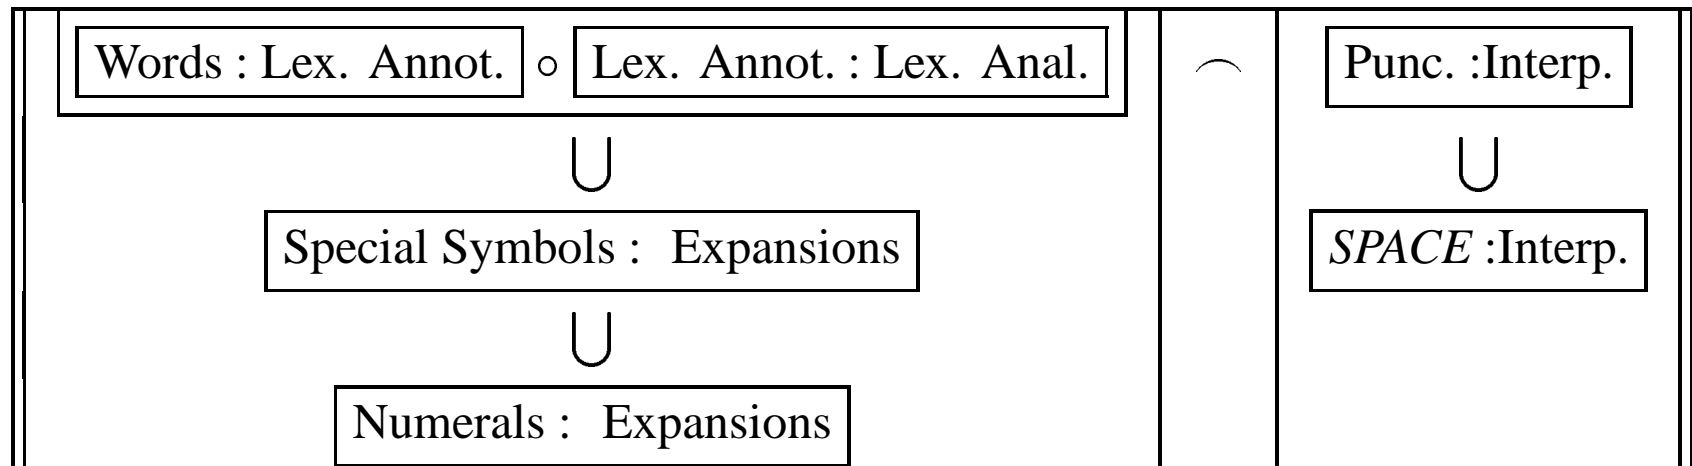 Words : Lex. Annot. ∘ Lex. Annot. : Lex. Anal. ⌢ Punc. :Interp.
∪ ∪
Special Symbols : Expansions SPACE :Interp.
∪
Numerals : Expansions